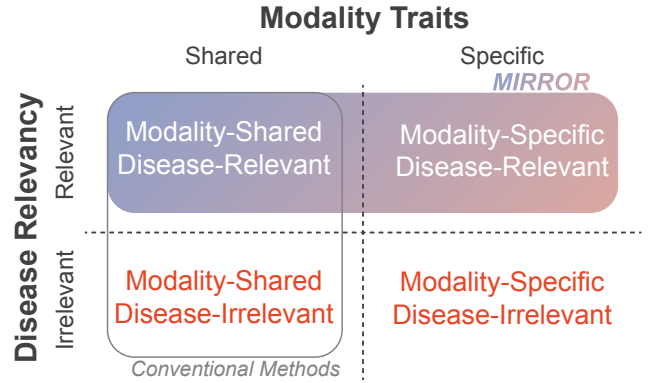 Modality Traits
Shared
Specific
MIRROR
Disease Relevancy
Relevant
Modality-Shared
Disease-Relevant
Modality-Specific
Disease-Relevant
Irrelevant
Modality-Shared
Disease-Irrelevant
Modality-Specific
Disease-Irrelevant
Conventional Methods